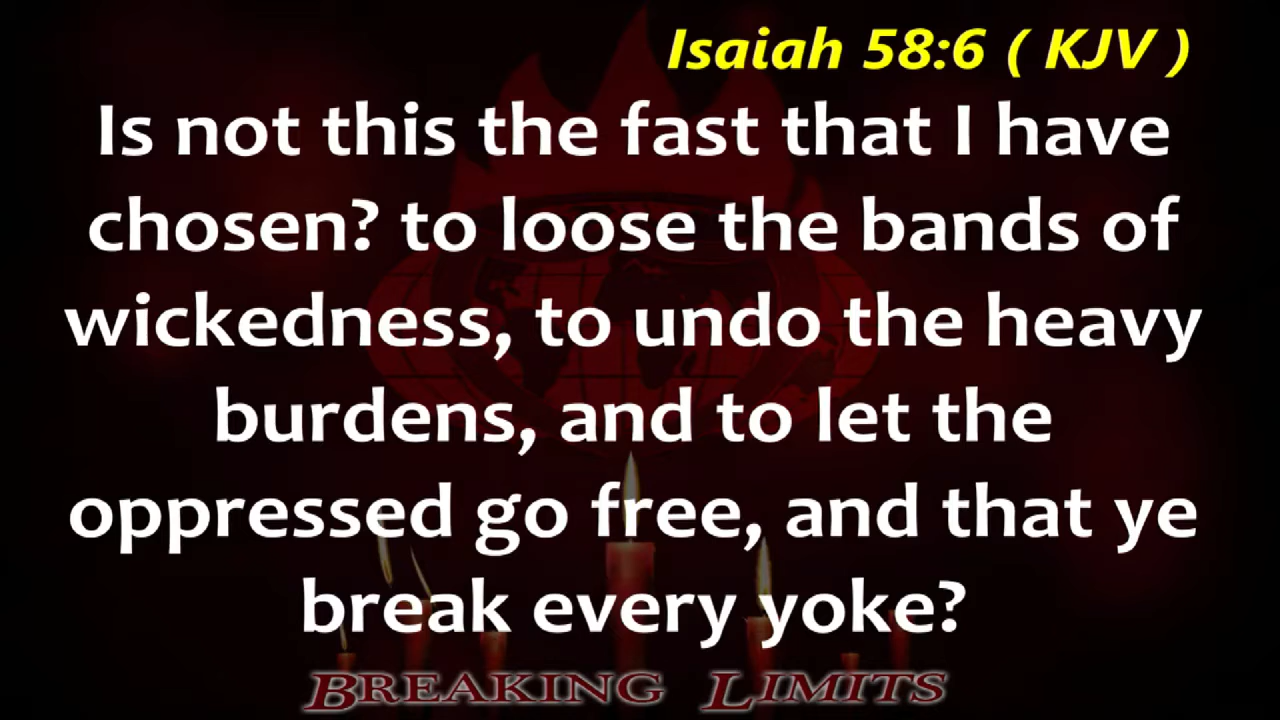 Isaiah 58:6 ( KJV )
Is not this the fast that I have
chosen? to loose the bands of
wickedness, to undo the heavy
burdens, and to let the
oppressed go free, and that ye
break every yoke?
BREAKING LIMITS